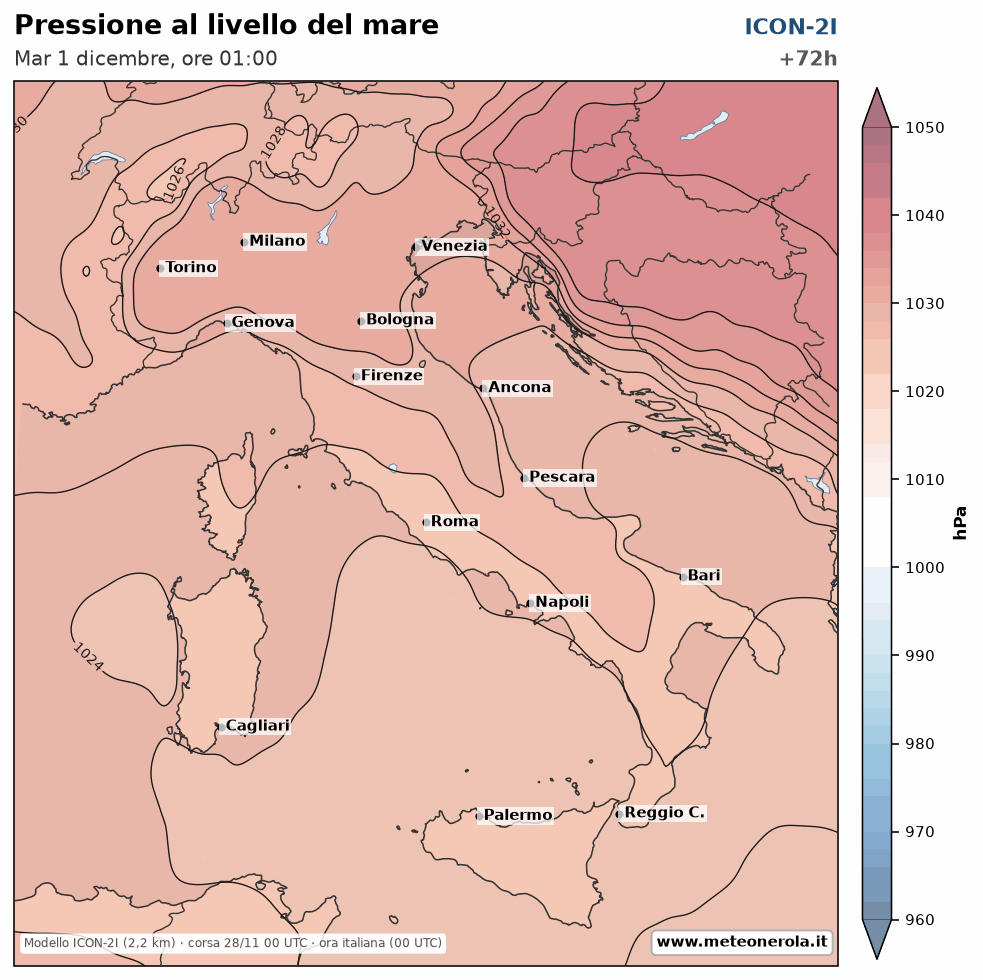 Pressione al livello del mare
ICON-2I
Mar 1 dicembre, ore 01:00
+72h
30
1028
1026
1032
Milano
Venezia
Torino
Genova
Bologna
Firenze
Ancona
Pescara
Roma
Bari
Napoli
1024
Cagliari
Palermo
Reggio C.
1050
1040
1030
1020
1010
1000
990
980
970
960
hPa
Modello ICON-2I (2,2 km) · corsa 28/11 00 UTC · ora italiana (00 UTC)
www.meteonerola.it